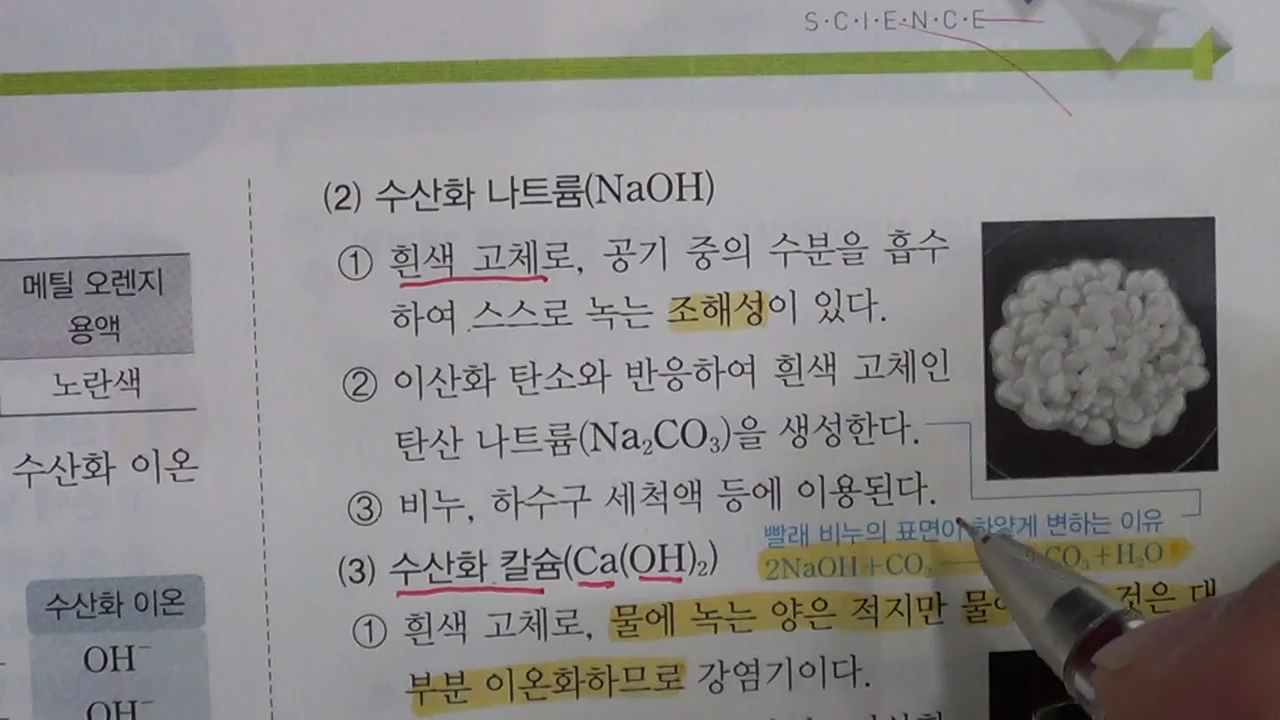 S·C·I·E·N·C·E
메틸 오렌지
용액
노란색
수산화 이온
수산화 이온
OH⁻
OH⁻
(2) 수산화 나트륨(NaOH)
① 흰색 고체로, 공기 중의 수분을 흡수
하여 스스로 녹는 조해성이 있다.
② 이산화 탄소와 반응하여 흰색 고체인
탄산 나트륨(Na₂CO₃)을 생성한다.
③ 비누, 하수구 세척액 등에 이용된다.
빨래 비누의 표면이 하얗게 변하는 이유
2NaOH+CO₂ CO₃+H₂O
(3) 수산화 칼슘(Ca(OH)₂)
① 흰색 고체로, 물에 녹는 양은 적지만 것은 대
부분 이온화하므로 강염기이다.